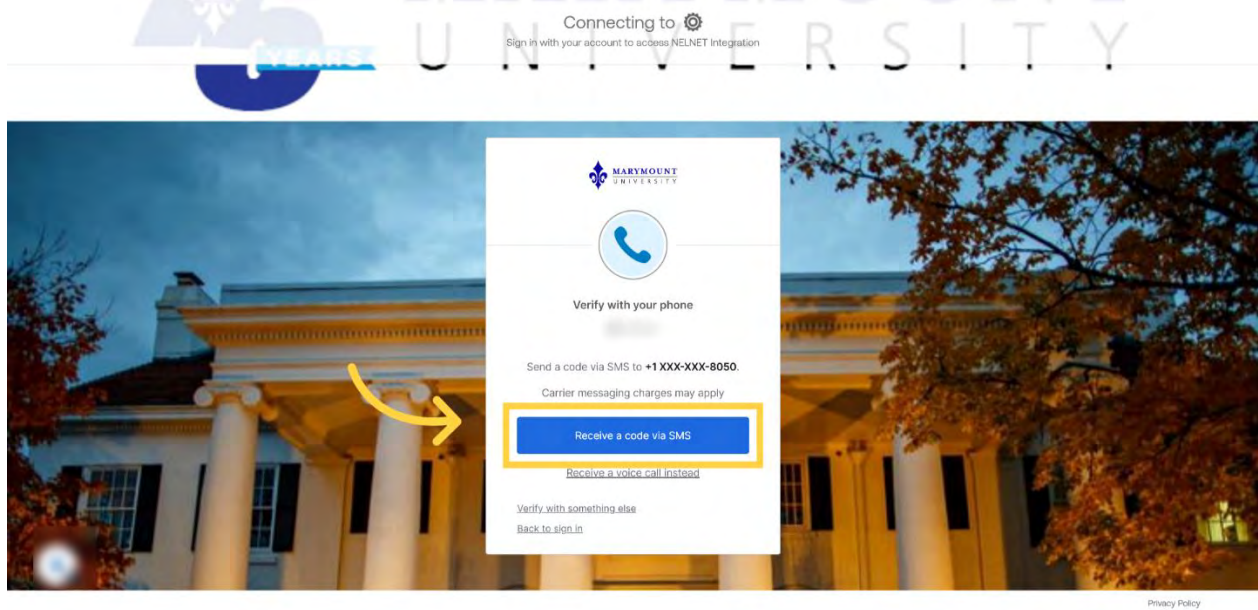 Connecting to
Sign in with your account to access NELNET Integration
YEARS
UNIVERSITY
MARYMOUNT
UNIVERSITY
Verify with your phone
Send a code via SMS to +1 XXX-XXX-8050.
Carrier messaging charges may apply
Receive a code via SMS
Receive a voice call instead
Verify with something else
Back to sign in
Privacy Policy